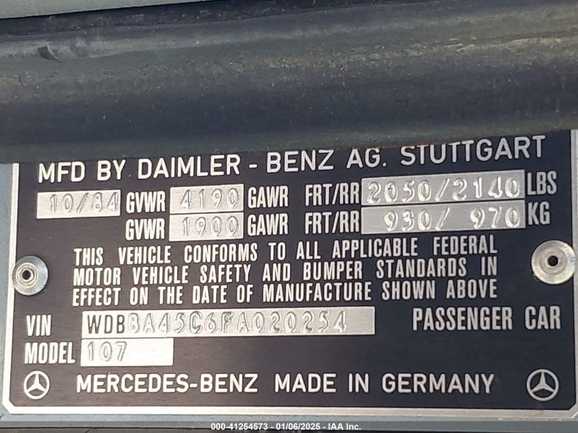 MFD BY DAIMLER - BENZ AG. STUTTGART
10/84 GVWR 4190 GAWR FRT/RR 2050/2140 LBS
GVWR 1900 GAWR FRT/RR 930/ 970 KG
THIS VEHICLE CONFORMS TO ALL APPLICABLE FEDERAL
MOTOR VEHICLE SAFETY AND BUMPER STANDARDS IN
EFFECT ON THE DATE OF MANUFACTURE SHOWN ABOVE
VIN WDBBA45C6FA020254 PASSENGER CAR
MODEL 107
MERCEDES-BENZ MADE IN GERMANY
000-41254573 - 01/06/2025 - IAA Inc.